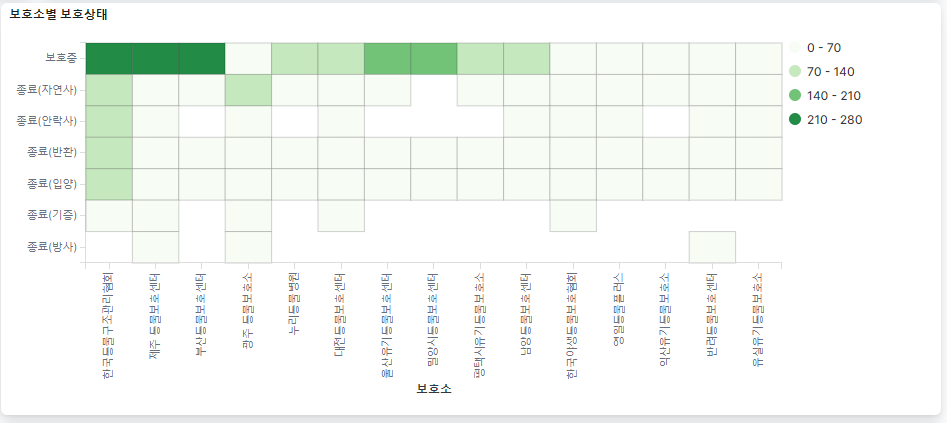 보호소별 보호상태
보호중
종료(자연사)
종료(안락사)
종료(반환)
종료(입양)
종료(기증)
종료(방사)
0 - 70
70 - 140
140 - 210
210 - 280
한국동물구조관리협회
제주 동물보호센터
부산동물보호센터
광주 동물보호소
누리동물병원
대전동물보호센터
울산유기동물보호센터
밀양시동물보호센터
평택시유기동물보호소
남양동물보호센터
한국야생동물보호협회
영일동물플러스
익산유기동물보호소
반려동물보호센터
유실유기동물보호소
보호소